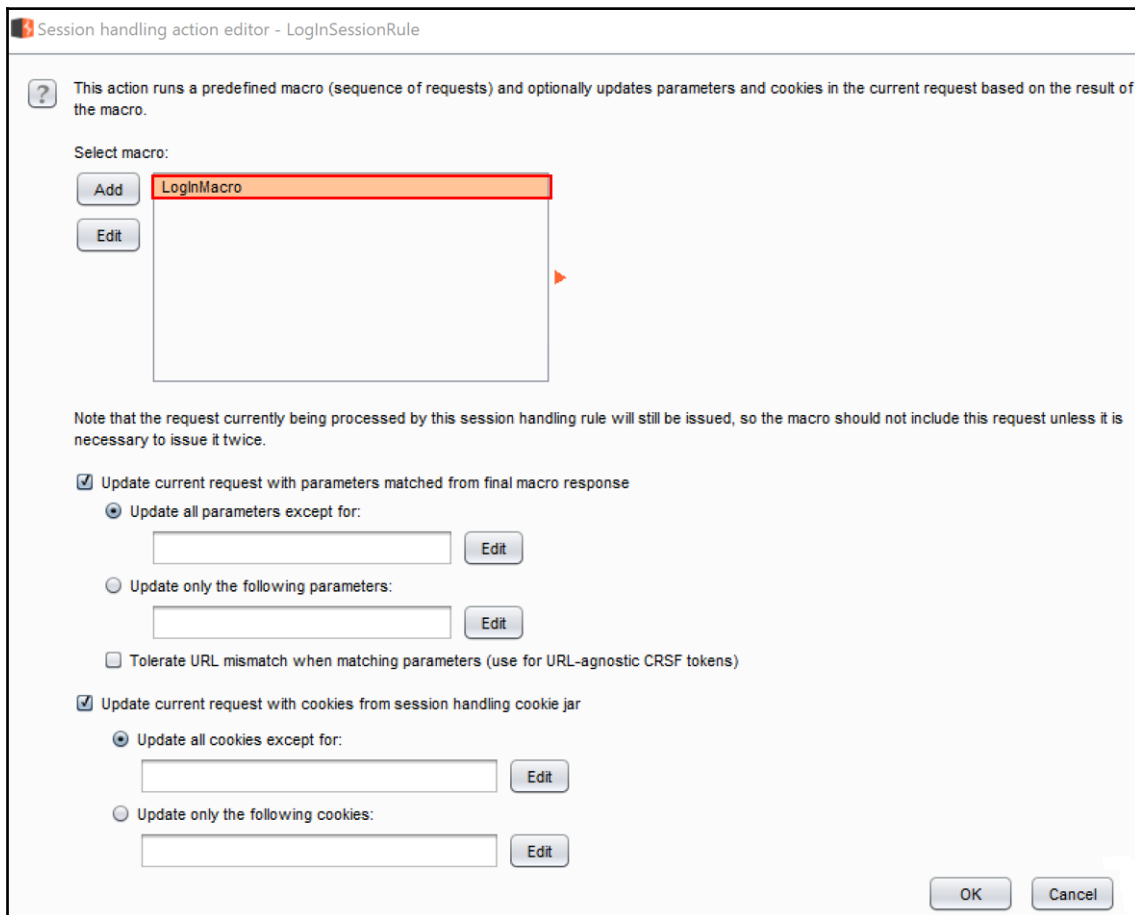 Session handling action editor - LogInSessionRule
?
This action runs a predefined macro (sequence of requests) and optionally updates parameters and cookies in the current request based on the result of
the macro.
Select macro:
Add
LogInMacro
Edit
Note that the request currently being processed by this session handling rule will still be issued, so the macro should not include this request unless it is
necessary to issue it twice.
Update current request with parameters matched from final macro response
Update all parameters except for:
Edit
Update only the following parameters:
Edit
Tolerate URL mismatch when matching parameters (use for URL-agnostic CRSF tokens)
Update current request with cookies from session handling cookie jar
Update all cookies except for:
Edit
Update only the following cookies:
Edit
OK
Cancel